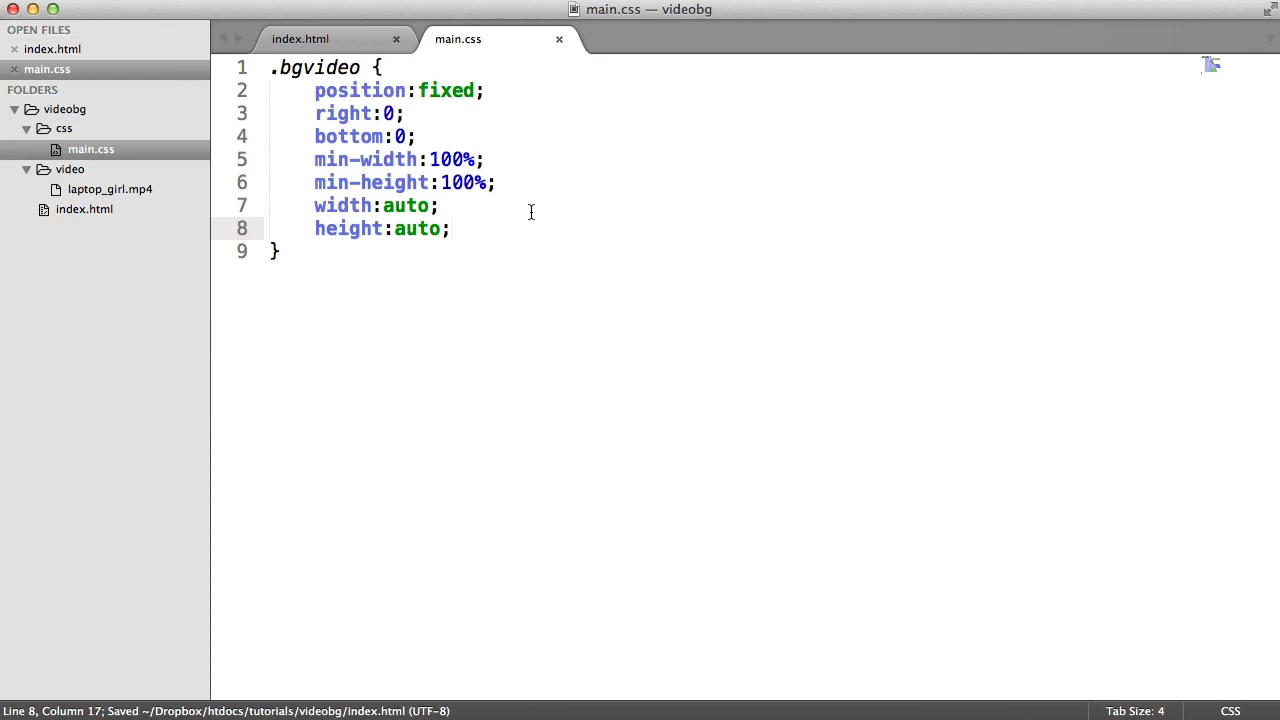 main.css — videobg
OPEN FILES
index.html
main.css
FOLDERS
videobg
css
main.css
video
laptop_girl.mp4
index.html
index.html
main.css
1 .bgvideo {
2 position:fixed;
3 right:0;
4 bottom:0;
5 min-width:100%;
6 min-height:100%;
7 width:auto;
8 height:auto;
9 }
Line 8, Column 17; Saved ~/Dropbox/htdocs/tutorials/videobg/index.html (UTF-8)
Tab Size: 4
CSS